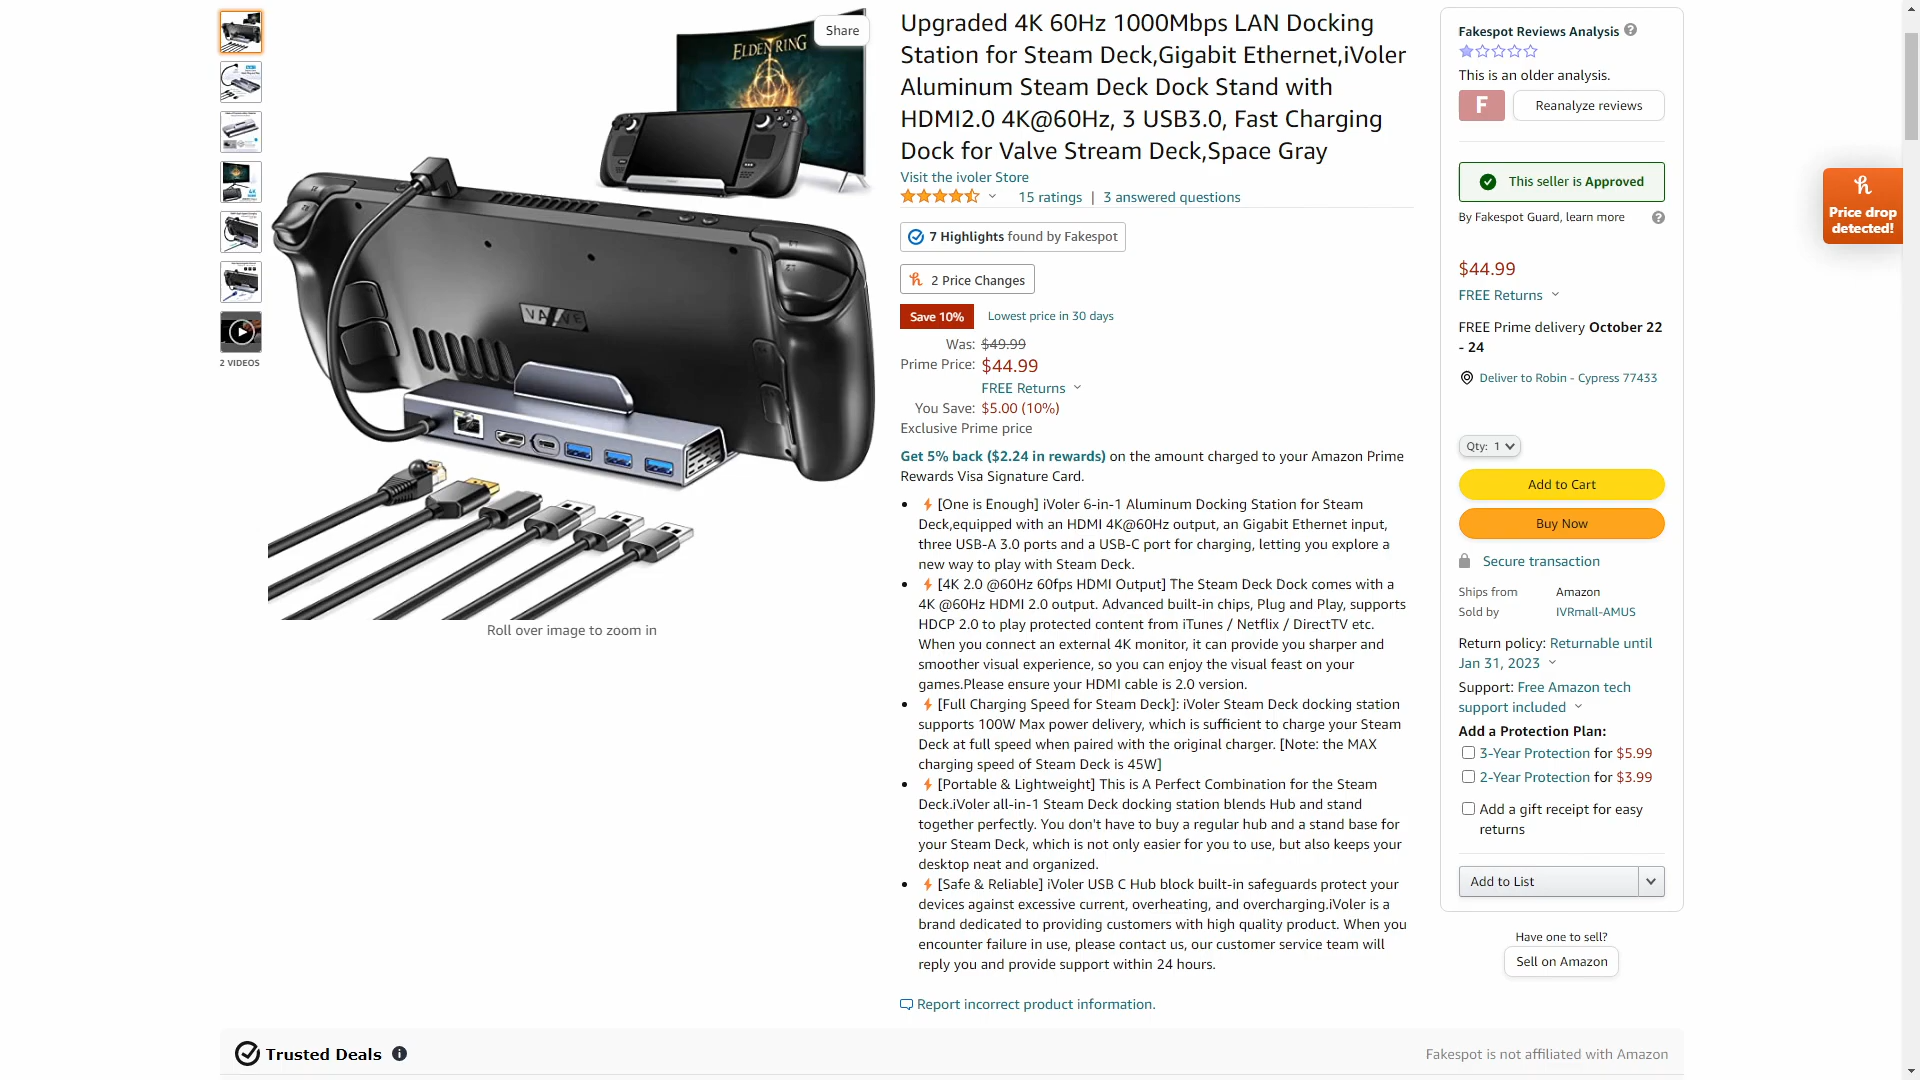 Share
2 VIDEOS
ELDEN RING
VALVE
Roll over image to zoom in
Upgraded 4K 60Hz 1000Mbps LAN Docking
Station for Steam Deck,Gigabit Ethernet,iVoler
Aluminum Steam Deck Dock Stand with
HDMI2.0 4K@60Hz, 3 USB3.0, Fast Charging
Dock for Valve Stream Deck,Space Gray
Visit the ivoler Store
15 ratings | 3 answered questions
7 Highlights found by Fakespot
2 Price Changes
Save 10% Lowest price in 30 days
Was: $49.99
Prime Price: $44.99
FREE Returns
You Save: $5.00 (10%)
Exclusive Prime price
Get 5% back ($2.24 in rewards) on the amount charged to your Amazon Prime
Rewards Visa Signature Card.
• ⚡[One is Enough] iVoler 6-in-1 Aluminum Docking Station for Steam
Deck,equipped with an HDMI 4K@60Hz output, an Gigabit Ethernet input,
three USB-A 3.0 ports and a USB-C port for charging, letting you explore a
new way to play with Steam Deck.
• ⚡[4K 2.0 @60Hz 60fps HDMI Output] The Steam Deck Dock comes with a
4K @60Hz HDMI 2.0 output. Advanced built-in chips, Plug and Play, supports
HDCP 2.0 to play protected content from iTunes / Netflix / DirectTV etc.
When you connect an external 4K monitor, it can provide you sharper and
smoother visual experience, so you can enjoy the visual feast on your
games.Please ensure your HDMI cable is 2.0 version.
• ⚡[Full Charging Speed for Steam Deck]: iVoler Steam Deck docking station
supports 100W Max power delivery, which is sufficient to charge your Steam
Deck at full speed when paired with the original charger. [Note: the MAX
charging speed of Steam Deck is 45W]
• ⚡[Portable & Lightweight] This is A Perfect Combination for the Steam
Deck.iVoler all-in-1 Steam Deck docking station blends Hub and stand
together perfectly. You don't have to buy a regular hub and a stand base for
your Steam Deck, which is not only easier for you to use, but also keeps your
desktop neat and organized.
• ⚡[Safe & Reliable] iVoler USB C Hub block built-in safeguards protect your
devices against excessive current, overheating, and overcharging.iVoler is a
brand dedicated to providing customers with high quality product. When you
encounter failure in use, please contact us, our customer service team will
reply you and provide support within 24 hours.
Report incorrect product information.
Fakespot Reviews Analysis ?
This is an older analysis.
F Reanalyze reviews
This seller is Approved
By Fakespot Guard, learn more ?
$44.99
FREE Returns
FREE Prime delivery October 22
- 24
Deliver to Robin - Cypress 77433
Qty: 1
Add to Cart
Buy Now
Secure transaction
Ships from Amazon
Sold by IVRmall-AMUS
Return policy: Returnable until
Jan 31, 2023
Support: Free Amazon tech
support included
Add a Protection Plan:
3-Year Protection for $5.99
2-Year Protection for $3.99
Add a gift receipt for easy
returns
Add to List
Have one to sell?
Sell on Amazon
h
Price drop
detected!
Trusted Deals i
Fakespot is not affiliated with Amazon